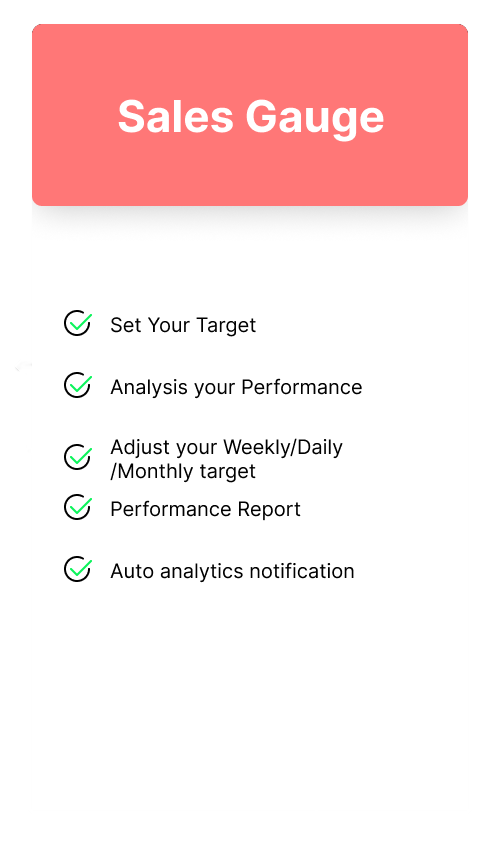 Sales Gauge
Set Your Target
Analysis your Performance
Adjust your Weekly/Daily
/Monthly target
Performance Report
Auto analytics notification